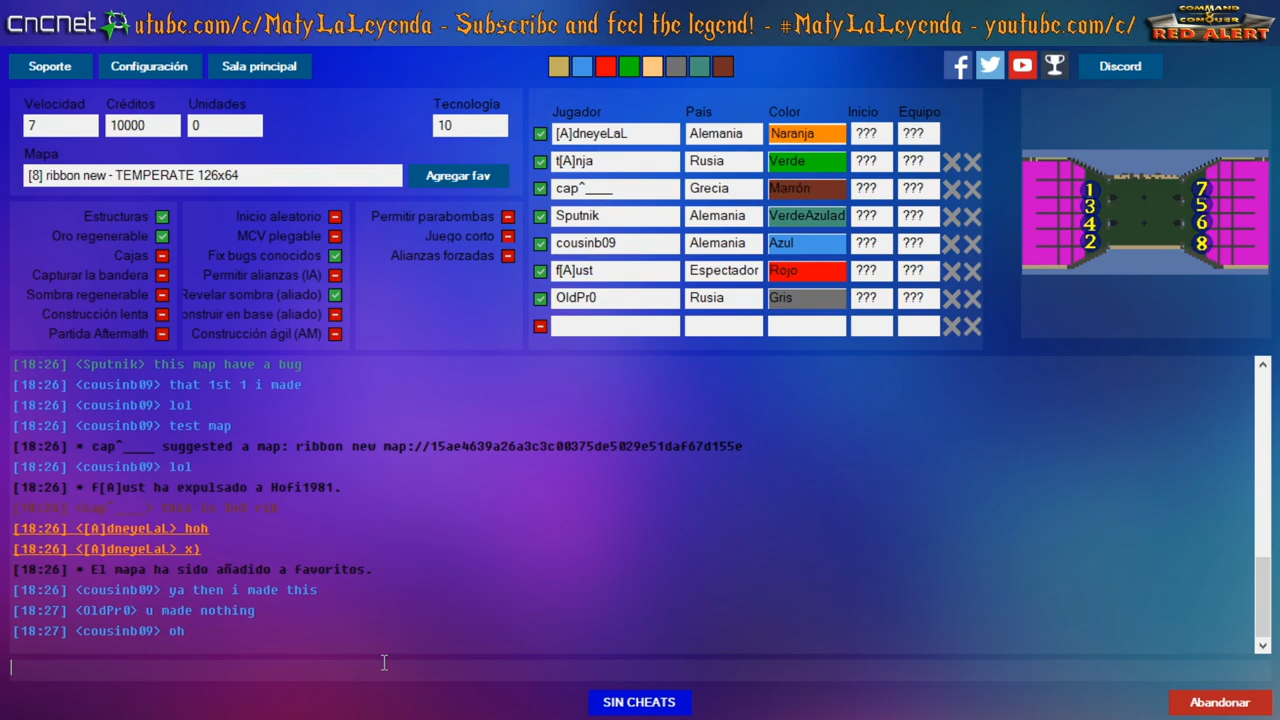 cncnet utube.com/c/MatyLaLeyenda - Subscribe and feel the legend! - #MatyLaLeyenda - youtube.com/c/
COMMAND & CONQUER RED ALERT
Soporte Configuración Sala principal Discord
Velocidad Créditos Unidades Tecnología
7 10000 0 10
Mapa
[8] ribbon new - TEMPERATE 126x64 Agregar fav
Estructuras Inicio aleatorio Permitir parabombas
Oro regenerable MCV plegable Juego corto
Cajas Fix bugs conocidos Alianzas forzadas
Capturar la bandera Permitir alianzas (IA)
Sombra regenerable Revelar sombra (aliado)
Construcción lenta onstruir en base (aliado)
Partida Aftermath Construcción ágil (AM)
Jugador País Color Inicio Equipo
[A]dneyeLaL Alemania Naranja ??? ???
t[A]nja Rusia Verde ??? ???
cap^____ Grecia Marrón ??? ???
Sputnik Alemania VerdeAzulad ??? ???
cousinb09 Alemania Azul ??? ???
f[A]ust Espectador Rojo ??? ???
OldPr0 Rusia Gris ??? ???
1 7
3 5
4 6
2 8
[18:26] <Sputnik> this map have a bug
[18:26] <cousinb09> that 1st 1 i made
[18:26] <cousinb09> lol
[18:26] <cousinb09> test map
[18:26] * cap^____ suggested a map: ribbon new map://15ae4639a26a3c3c00375de5029e51daf67d155e
[18:26] <cousinb09> lol
[18:26] * f[A]ust ha expulsado a Hofi1981.
[18:26] <cap^____>
[18:26] <[A]dneyeLaL> hoh
[18:26] <[A]dneyeLaL> x)
[18:26] * El mapa ha sido añadido a favoritos.
[18:26] <cousinb09> ya then i made this
[18:27] <OldPr0> u made nothing
[18:27] <cousinb09> oh
SIN CHEATS Abandonar